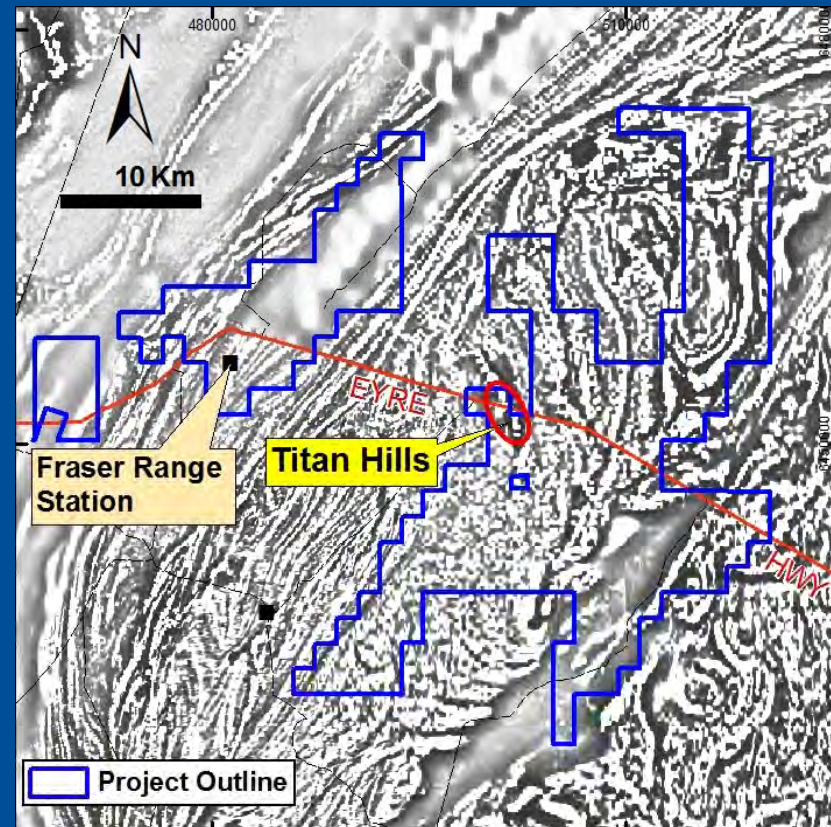 480000
510000
N
10 Km
EYRE
Titan Hills
Fraser Range
Station
HWY
Project Outline